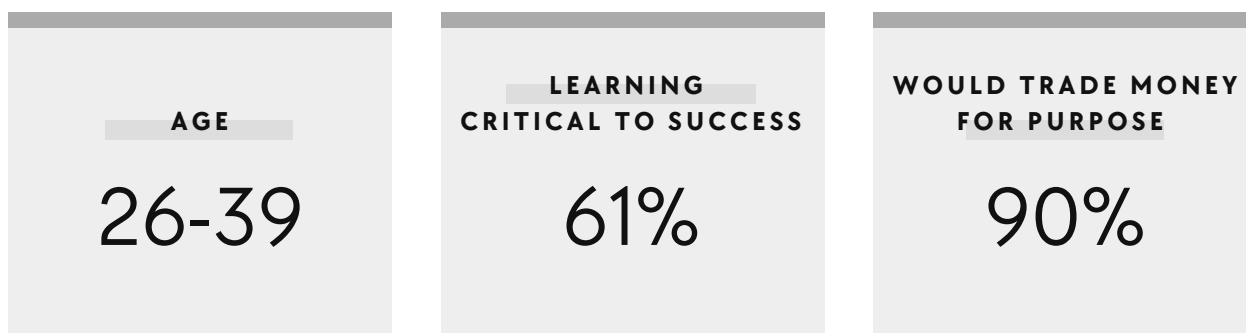 AGE
26-39
LEARNING
CRITICAL TO SUCCESS
61%
WOULD TRADE MONEY
FOR PURPOSE
90%